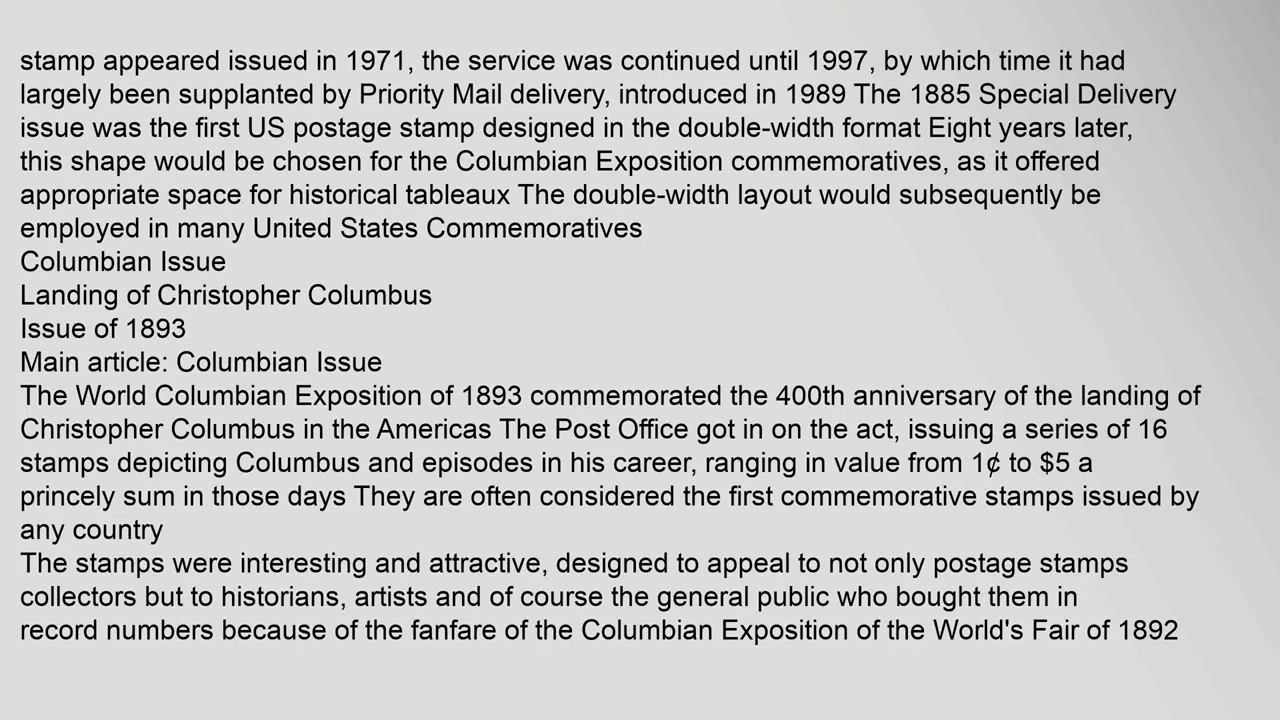 stamp appeared issued in 1971, the service was continued until 1997, by which time it had
largely been supplanted by Priority Mail delivery, introduced in 1989 The 1885 Special Delivery
issue was the first US postage stamp designed in the double-width format Eight years later,
this shape would be chosen for the Columbian Exposition commemoratives, as it offered
appropriate space for historical tableaux The double-width layout would subsequently be
employed in many United States Commemoratives
Columbian Issue
Landing of Christopher Columbus
Issue of 1893
Main article: Columbian Issue
The World Columbian Exposition of 1893 commemorated the 400th anniversary of the landing of
Christopher Columbus in the Americas The Post Office got in on the act, issuing a series of 16
stamps depicting Columbus and episodes in his career, ranging in value from 1¢ to $5 a
princely sum in those days They are often considered the first commemorative stamps issued by
any country
The stamps were interesting and attractive, designed to appeal to not only postage stamps
collectors but to historians, artists and of course the general public who bought them in
record numbers because of the fanfare of the Columbian Exposition of the World's Fair of 1892